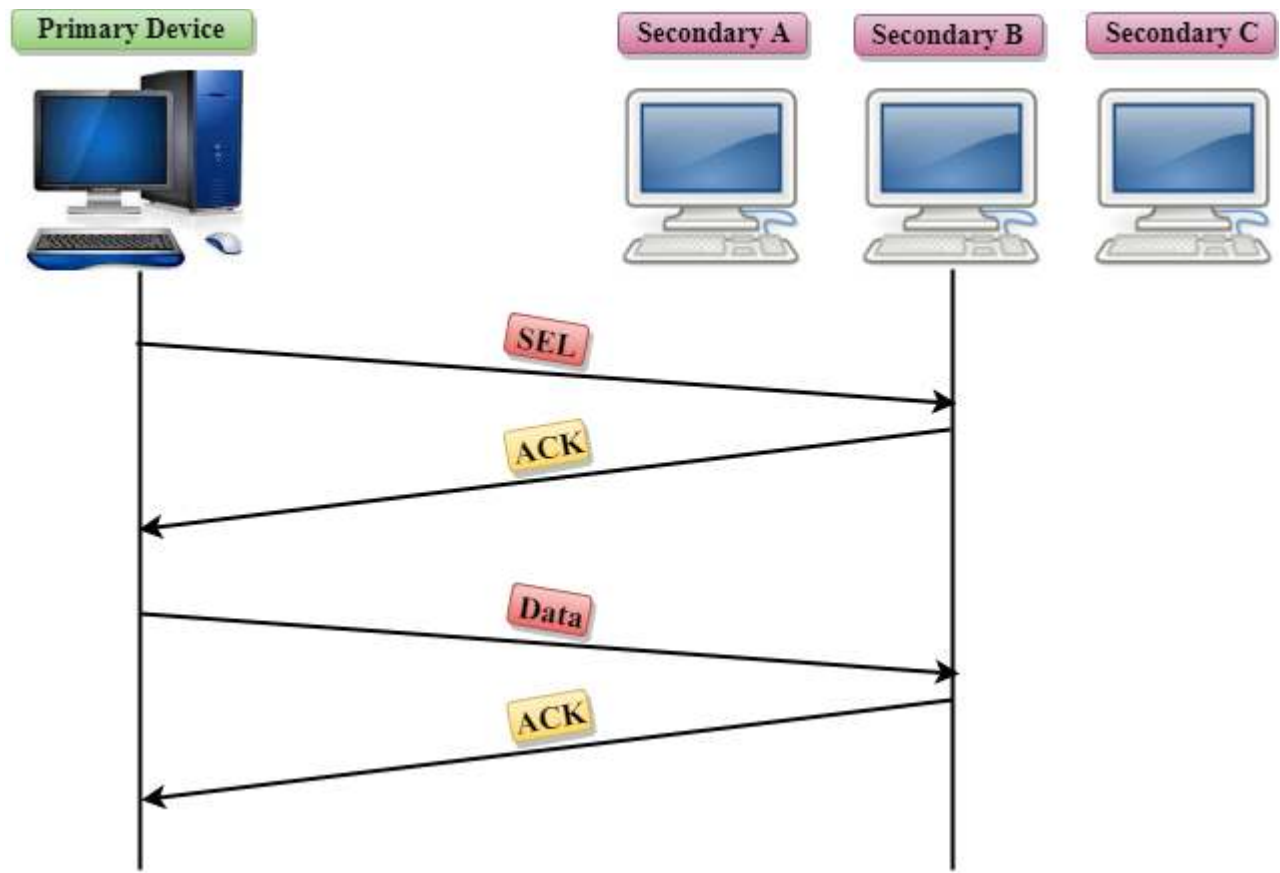 Primary Device
Secondary A
Secondary B
Secondary C
SEL
ACK
Data
ACK